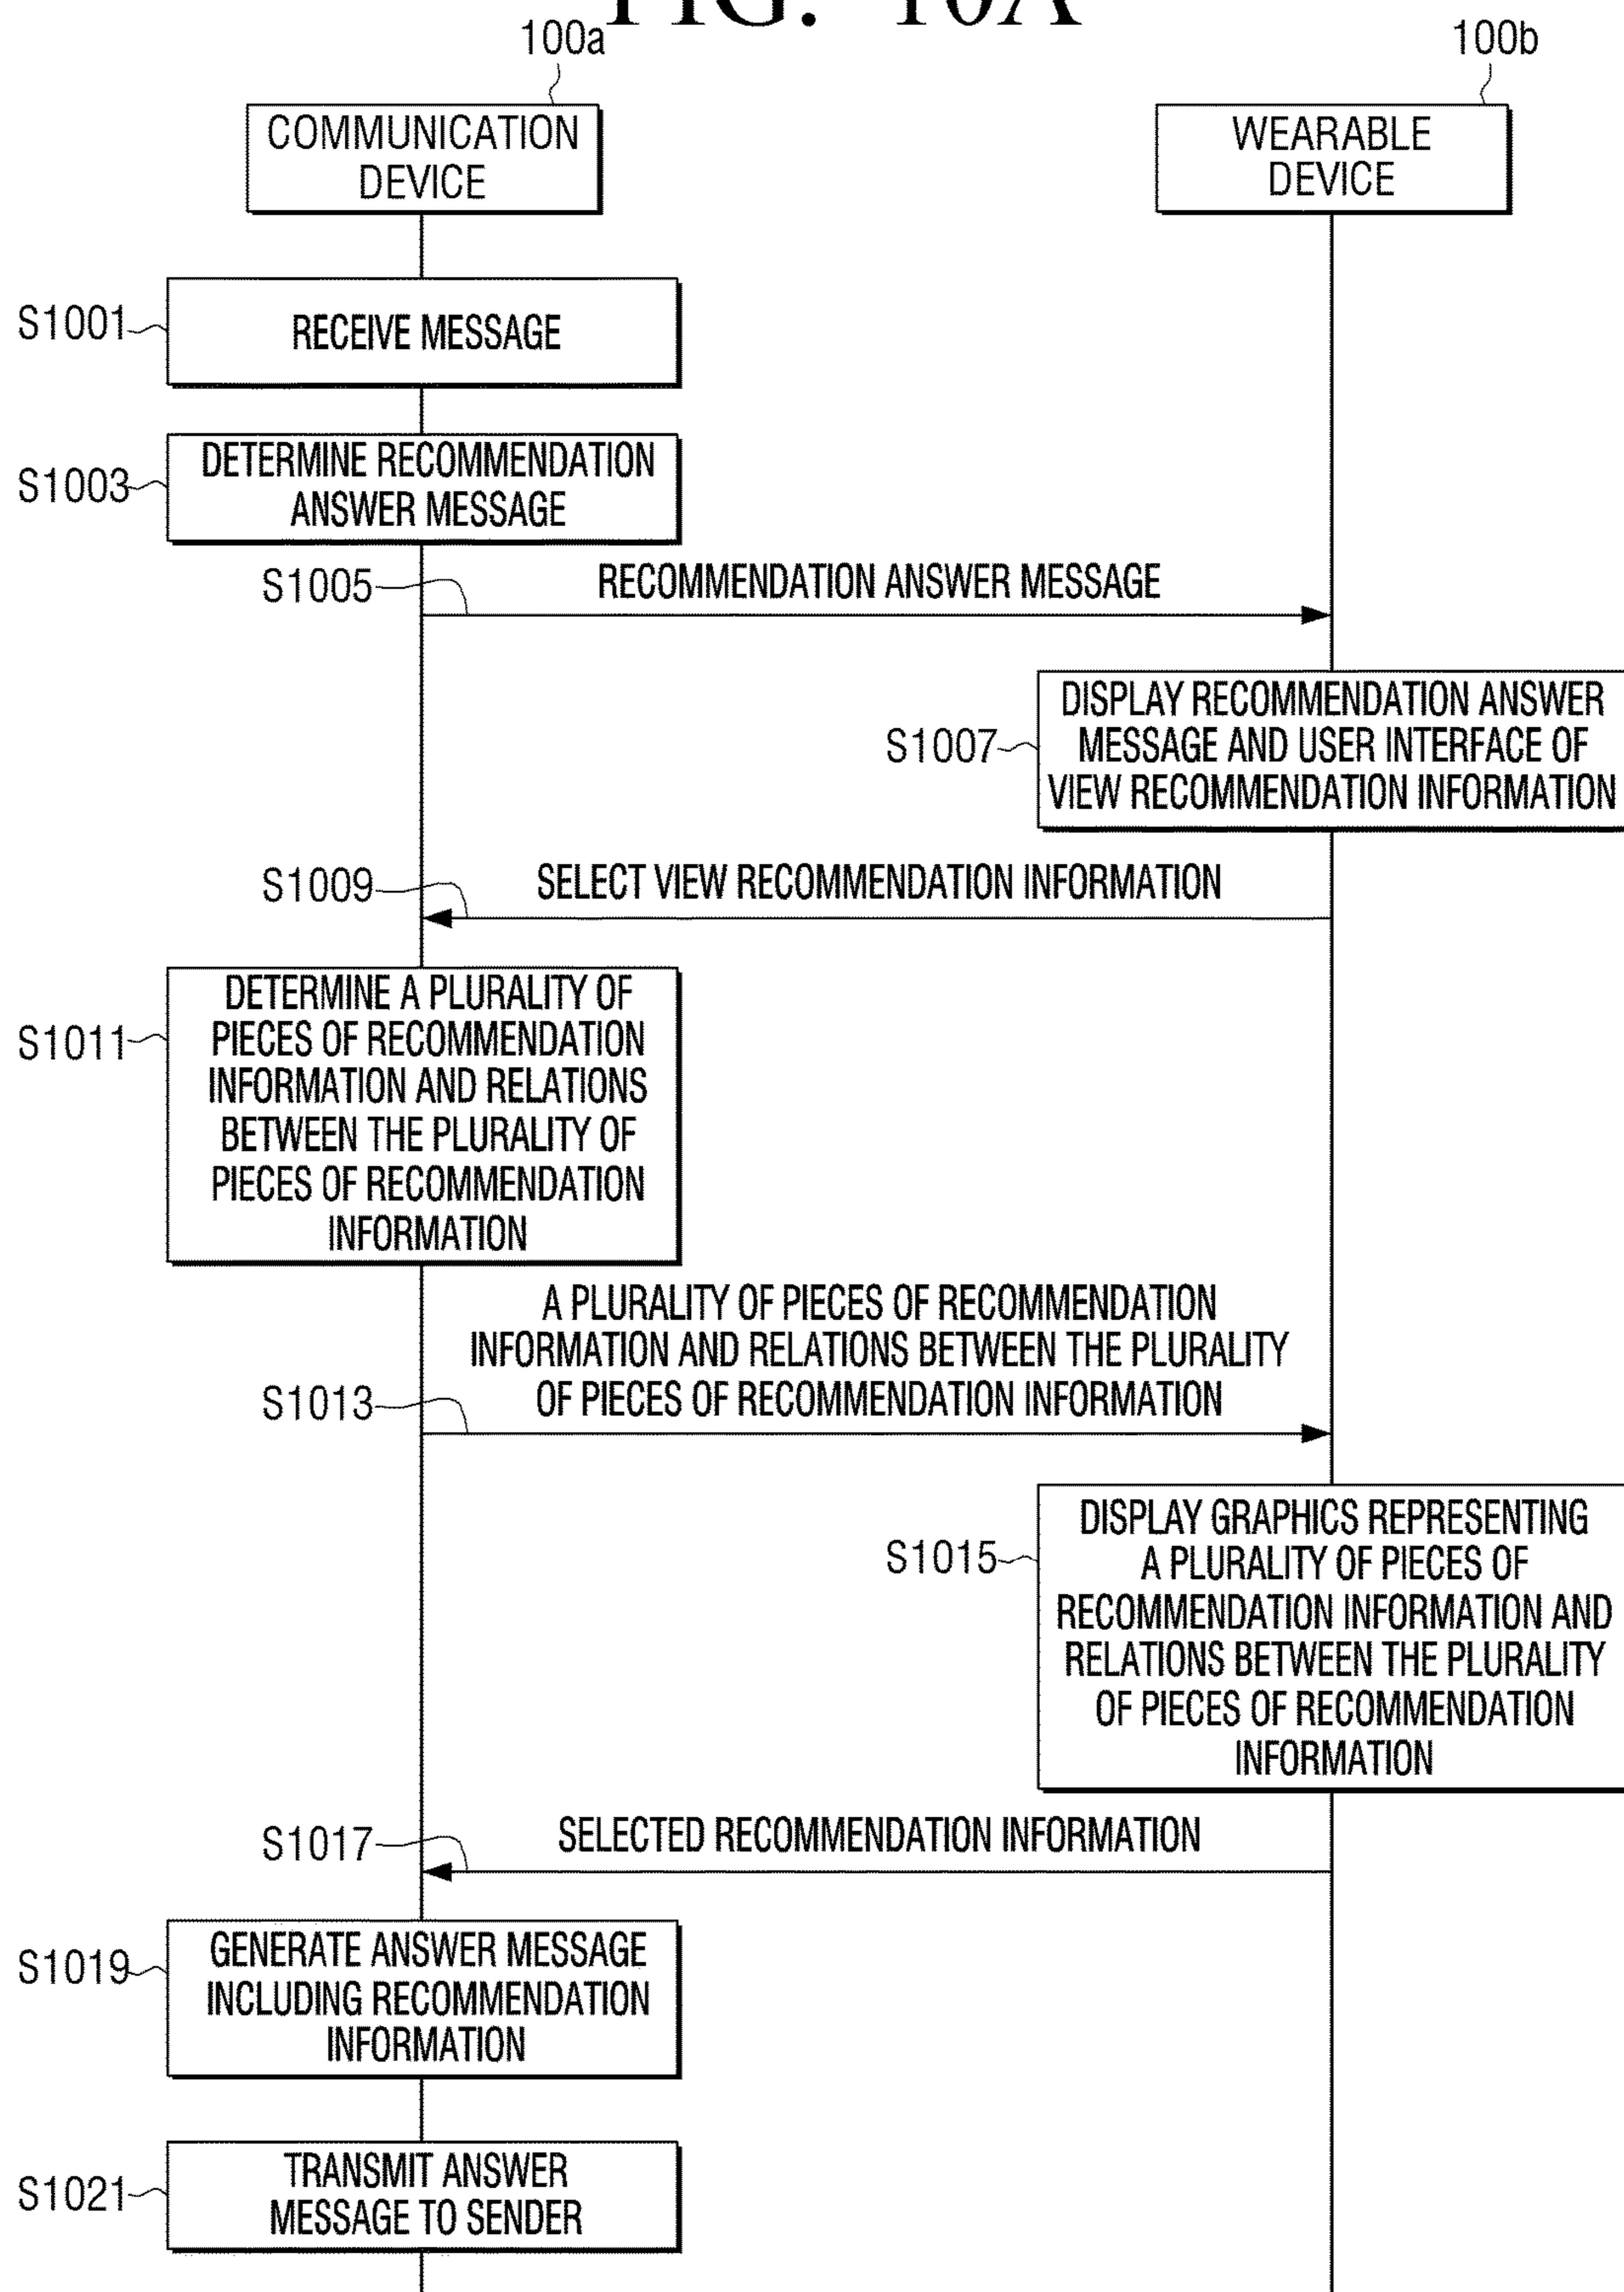 FIG. 10A
100a
100b
COMMUNICATION
DEVICE
WEARABLE
DEVICE
S1001
RECEIVE MESSAGE
S1003
DETERMINE RECOMMENDATION
ANSWER MESSAGE
S1005
RECOMMENDATION ANSWER MESSAGE
S1007
DISPLAY RECOMMENDATION ANSWER
MESSAGE AND USER INTERFACE OF
VIEW RECOMMENDATION INFORMATION
S1009
SELECT VIEW RECOMMENDATION INFORMATION
S1011
DETERMINE A PLURALITY OF
PIECES OF RECOMMENDATION
INFORMATION AND RELATIONS
BETWEEN THE PLURALITY OF
PIECES OF RECOMMENDATION
INFORMATION
A PLURALITY OF PIECES OF RECOMMENDATION
INFORMATION AND RELATIONS BETWEEN THE PLURALITY
OF PIECES OF RECOMMENDATION INFORMATION
S1013
S1015
DISPLAY GRAPHICS REPRESENTING
A PLURALITY OF PIECES OF
RECOMMENDATION INFORMATION AND
RELATIONS BETWEEN THE PLURALITY
OF PIECES OF RECOMMENDATION
INFORMATION
S1017
SELECTED RECOMMENDATION INFORMATION
S1019
GENERATE ANSWER MESSAGE
INCLUDING RECOMMENDATION
INFORMATION
S1021
TRANSMIT ANSWER
MESSAGE TO SENDER